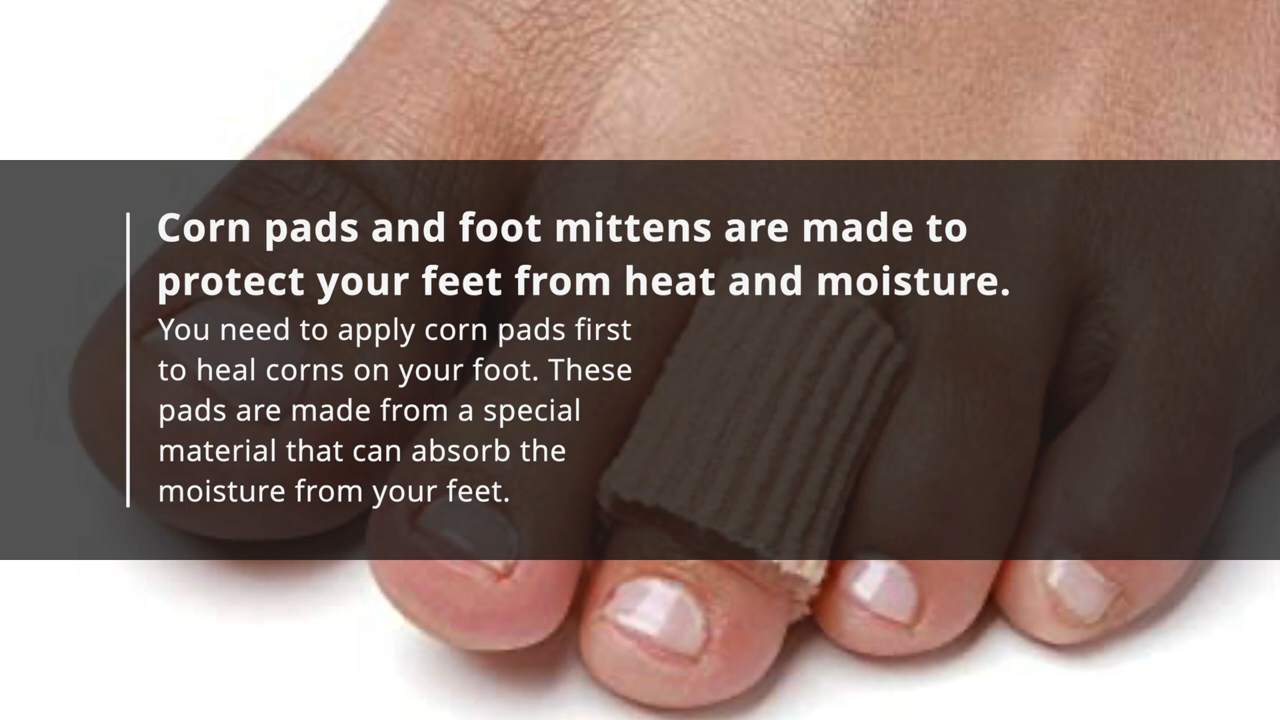 Corn pads and foot mittens are made to
protect your feet from heat and moisture.
You need to apply corn pads first
to heal corns on your foot. These
pads are made from a special
material that can absorb the
moisture from your feet.